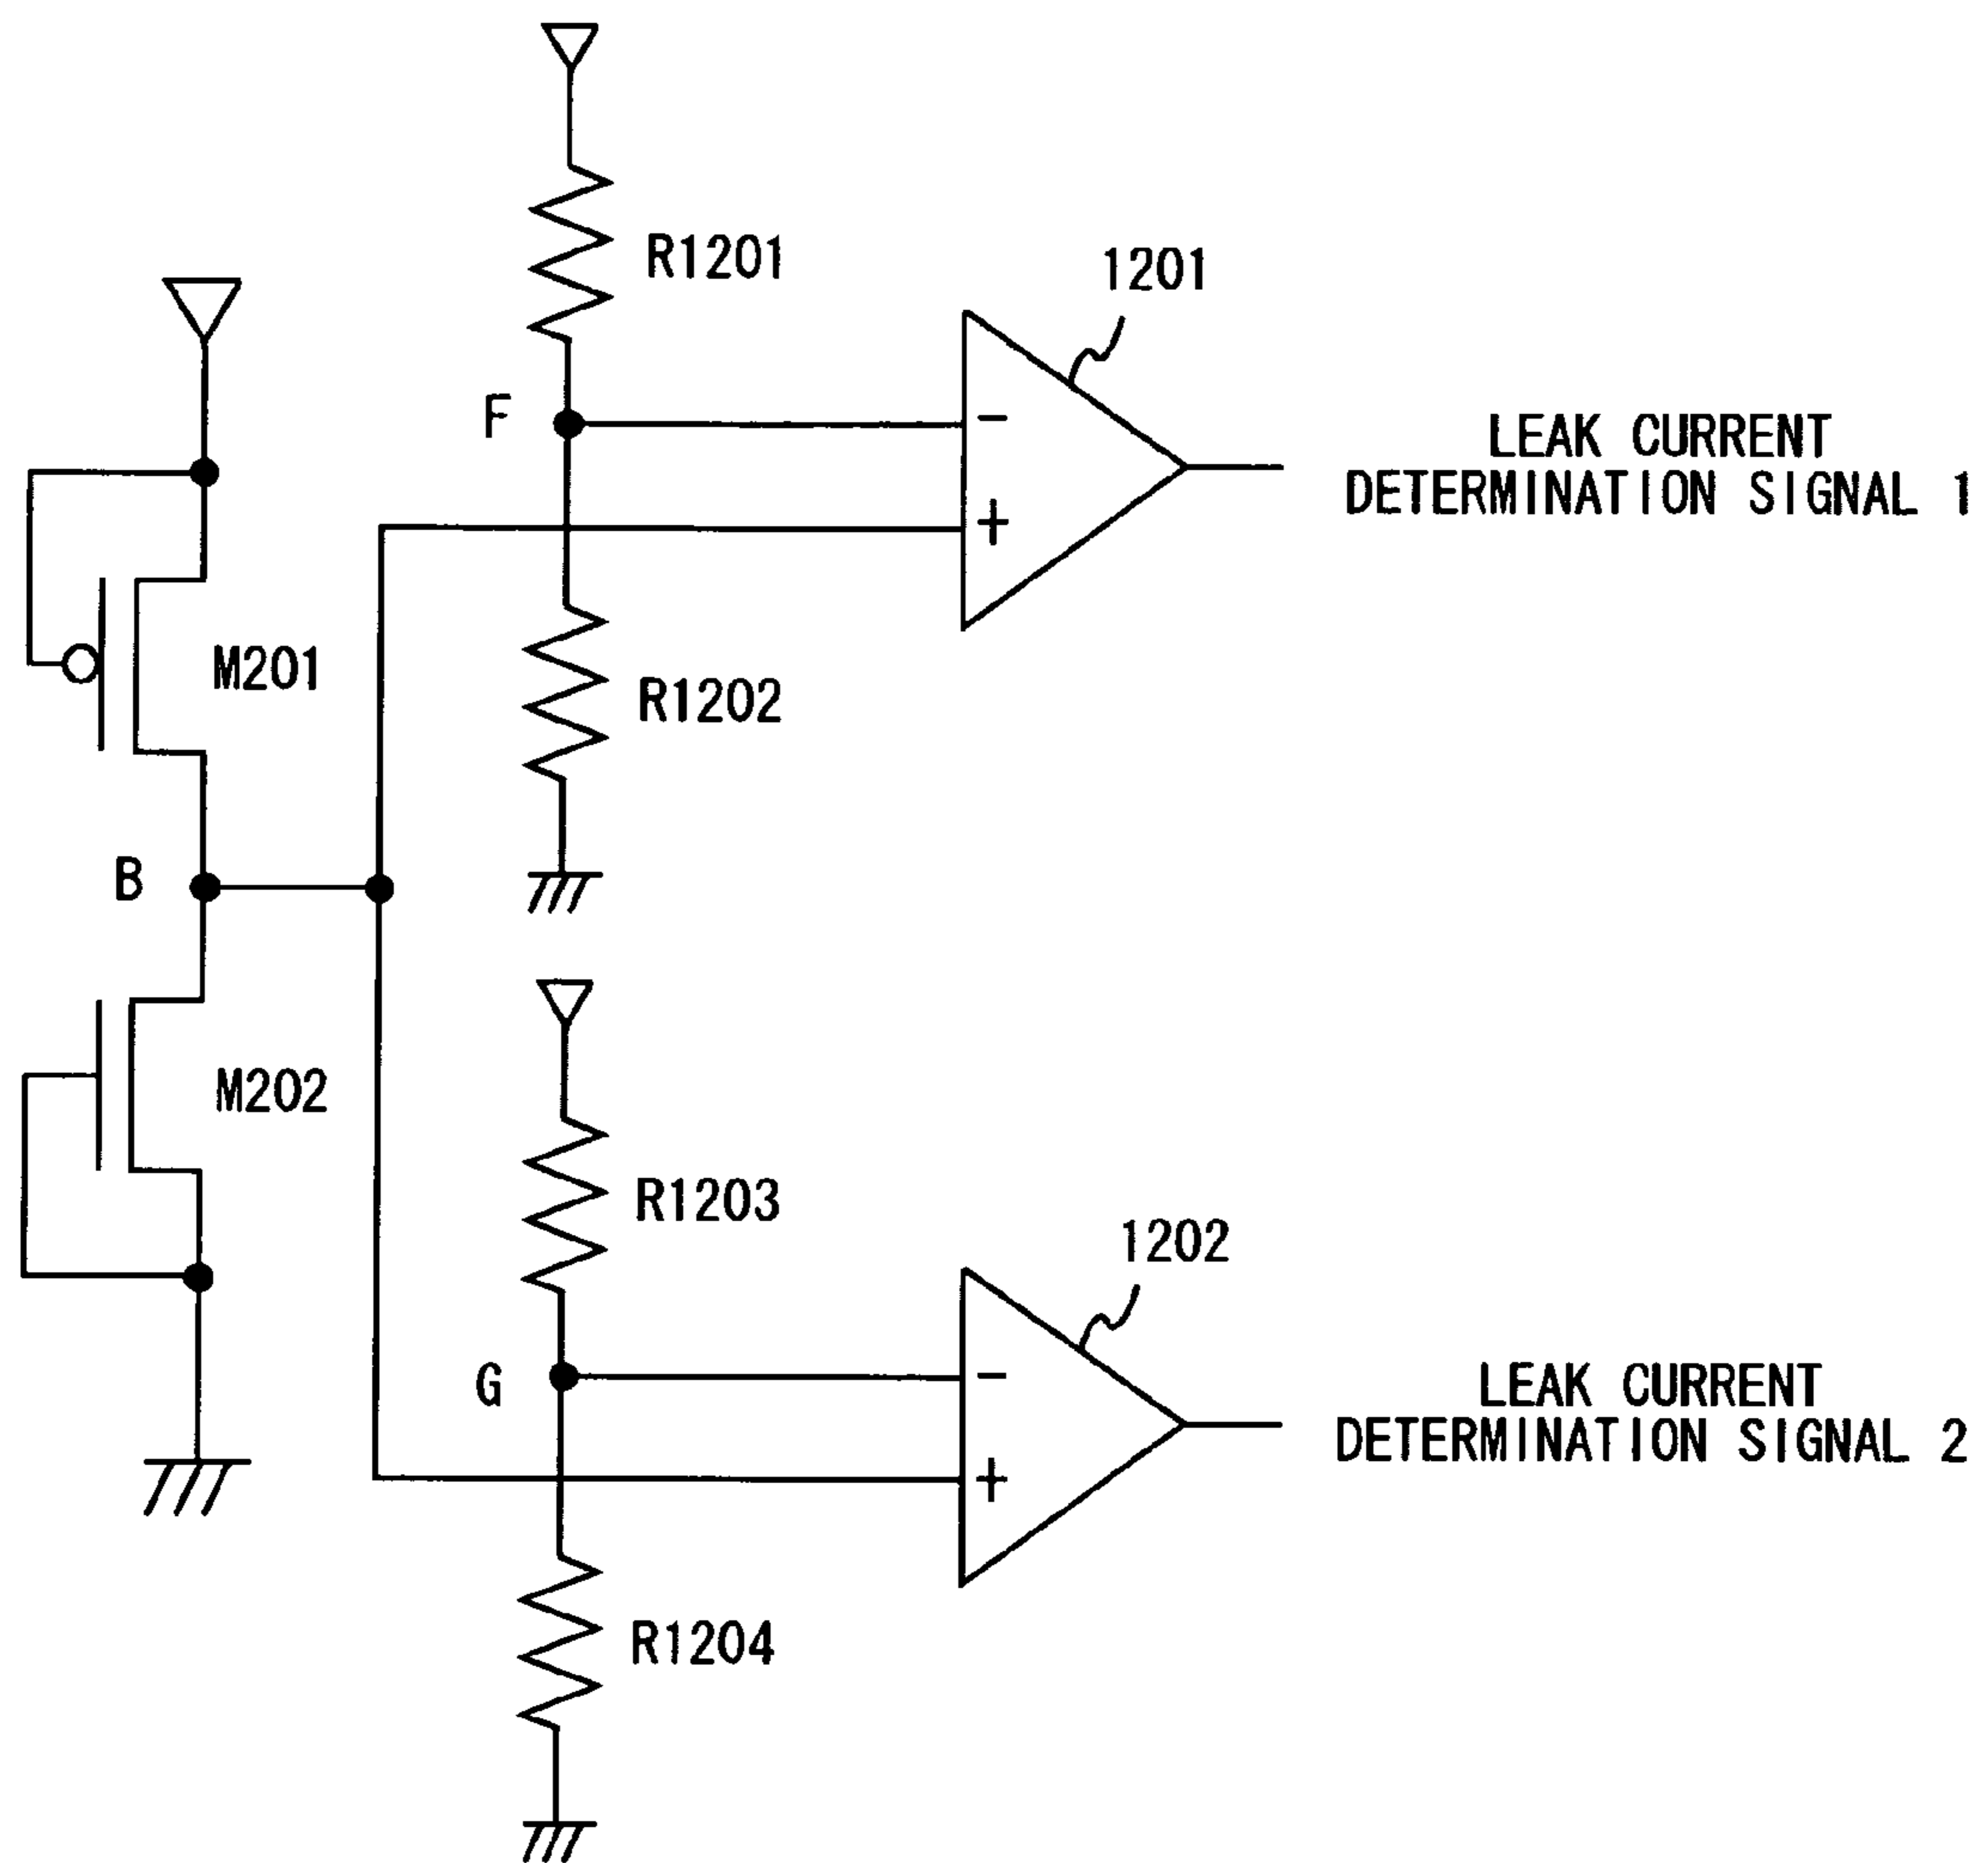 R1201
1201
F
-
LEAK CURRENT
DETERMINATION SIGNAL 1
+
M201
R1202
B
M202
R1203
1202
G
-
LEAK CURRENT
DETERMINATION SIGNAL 2
+
R1204